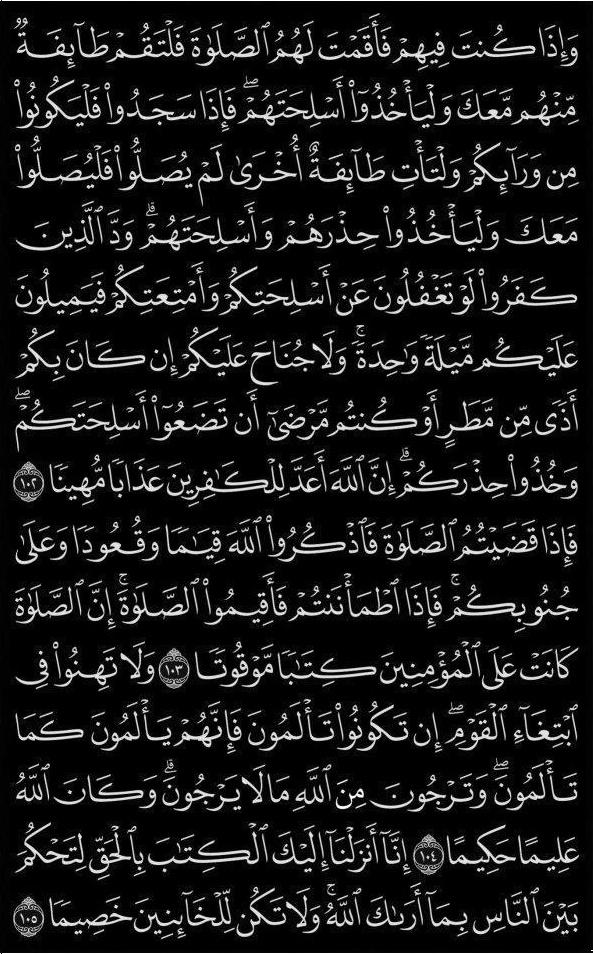 وَإِذَا كُنتَ فِيهِمْ فَأَقَمْتَ لَهُمُ ٱلصَّلَوٰةَ فَلْتَقُمْ طَآئِفَةٌ
مِّنْهُم مَّعَكَ وَلْيَأْخُذُوٓا۟ أَسْلِحَتَهُمْ ۖ فَإِذَا سَجَدُوا۟ فَلْيَكُونُوا۟
مِن وَرَآئِكُمْ وَلْتَأْتِ طَآئِفَةٌ أُخْرَىٰ لَمْ يُصَلُّوا۟ فَلْيُصَلُّوا۟
مَعَكَ وَلْيَأْخُذُوا۟ حِذْرَهُمْ وَأَسْلِحَتَهُمْ ۗ وَدَّ ٱلَّذِينَ
كَفَرُوا۟ لَوْ تَغْفُلُونَ عَنْ أَسْلِحَتِكُمْ وَأَمْتِعَتِكُمْ فَيَمِيلُونَ
عَلَيْكُم مَّيْلَةً وَٰحِدَةً ۚ وَلَا جُنَاحَ عَلَيْكُمْ إِن كَانَ بِكُمْ
أَذًى مِّن مَّطَرٍ أَوْ كُنتُم مَّرْضَىٰٓ أَن تَضَعُوٓا۟ أَسْلِحَتَكُمْ ۖ
وَخُذُوا۟ حِذْرَكُمْ ۗ إِنَّ ٱللَّهَ أَعَدَّ لِلْكَٰفِرِينَ عَذَابًا مُّهِينًا ١٠٢
فَإِذَا قَضَيْتُمُ ٱلصَّلَوٰةَ فَٱذْكُرُوا۟ ٱللَّهَ قِيَٰمًا وَقُعُودًا وَعَلَىٰ
جُنُوبِكُمْ ۚ فَإِذَا ٱطْمَأْنَنتُمْ فَأَقِيمُوا۟ ٱلصَّلَوٰةَ ۚ إِنَّ ٱلصَّلَوٰةَ
كَانَتْ عَلَى ٱلْمُؤْمِنِينَ كِتَٰبًا مَّوْقُوتًا ١٠٣ وَلَا تَهِنُوا۟ فِى
ٱبْتِغَآءِ ٱلْقَوْمِ ۖ إِن تَكُونُوا۟ تَأْلَمُونَ فَإِنَّهُمْ يَأْلَمُونَ كَمَا
تَأْلَمُونَ ۖ وَتَرْجُونَ مِنَ ٱللَّهِ مَا لَا يَرْجُونَ ۗ وَكَانَ ٱللَّهُ
عَلِيمًا حَكِيمًا ١٠٤ إِنَّآ أَنزَلْنَآ إِلَيْكَ ٱلْكِتَٰبَ بِٱلْحَقِّ لِتَحْكُمَ
بَيْنَ ٱلنَّاسِ بِمَآ أَرَىٰكَ ٱللَّهُ ۚ وَلَا تَكُن لِّلْخَآئِنِينَ خَصِيمًا ١٠٥